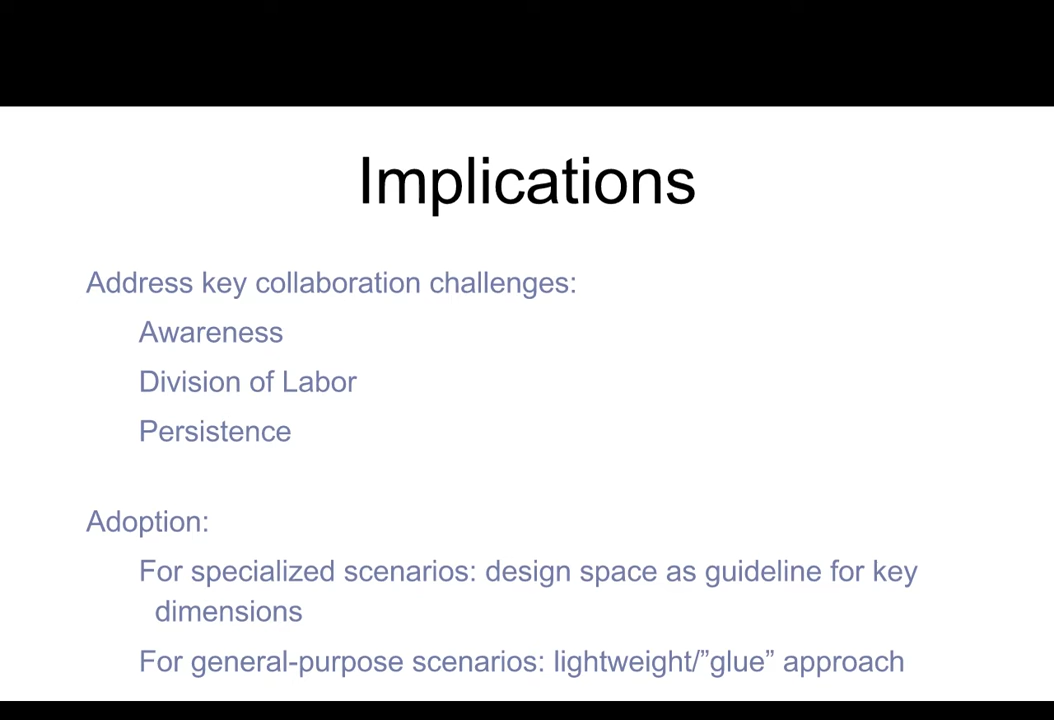 Implications
Address key collaboration challenges:
Awareness
Division of Labor
Persistence
Adoption:
For specialized scenarios: design space as guideline for key
dimensions
For general-purpose scenarios: lightweight/”glue” approach